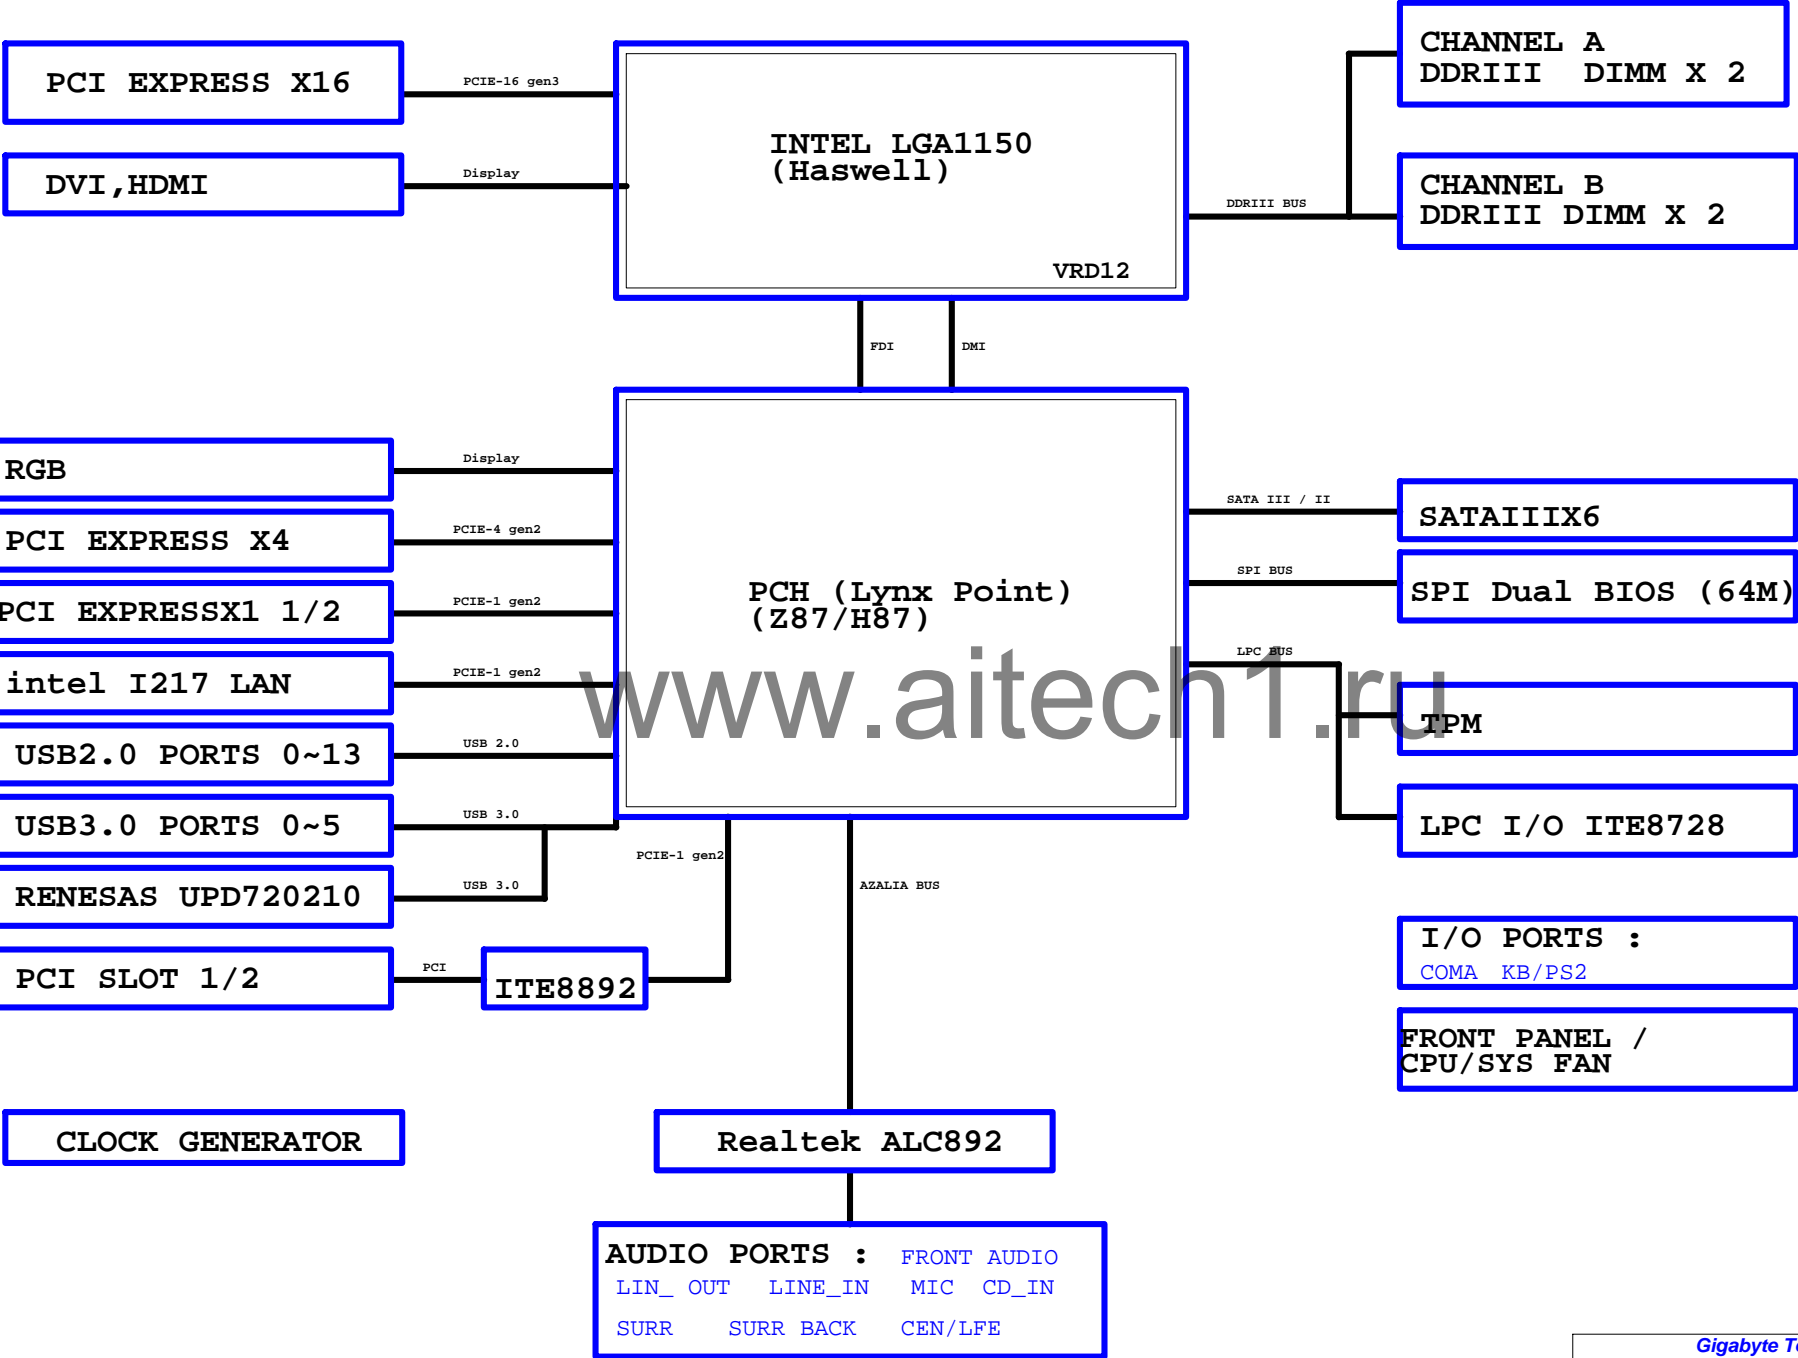 PCI EXPRESS X16
PCIE-16 gen3
DVI,HDMI
Display
INTEL LGA1150
(Haswell)
VRD12
DDRIII BUS
CHANNEL A
DDRIII DIMM X 2
CHANNEL B
DDRIII DIMM X 2
FDI
DMI
RGB
Display
PCI EXPRESS X4
PCIE-4 gen2
PCI EXPRESSX1 1/2
PCIE-1 gen2
intel I217 LAN
PCIE-1 gen2
USB2.0 PORTS 0~13
USB 2.0
USB3.0 PORTS 0~5
USB 3.0
RENESAS UPD720210
USB 3.0
PCI SLOT 1/2
PCI
ITE8892
PCIE-1 gen2
PCH (Lynx Point)
(Z87/H87)
www.aitech1.ru
SATA III / II
SATAIIIX6
SPI BUS
SPI Dual BIOS (64M)
LPC BUS
TPM
LPC I/O ITE8728
AZALIA BUS
I/O PORTS :
COMA KB/PS2
FRONT PANEL /
CPU/SYS FAN
CLOCK GENERATOR
Realtek ALC892
AUDIO PORTS : FRONT AUDIO
LIN_ OUT LINE_IN MIC CD_IN
SURR SURR BACK CEN/LFE
Gigabyte